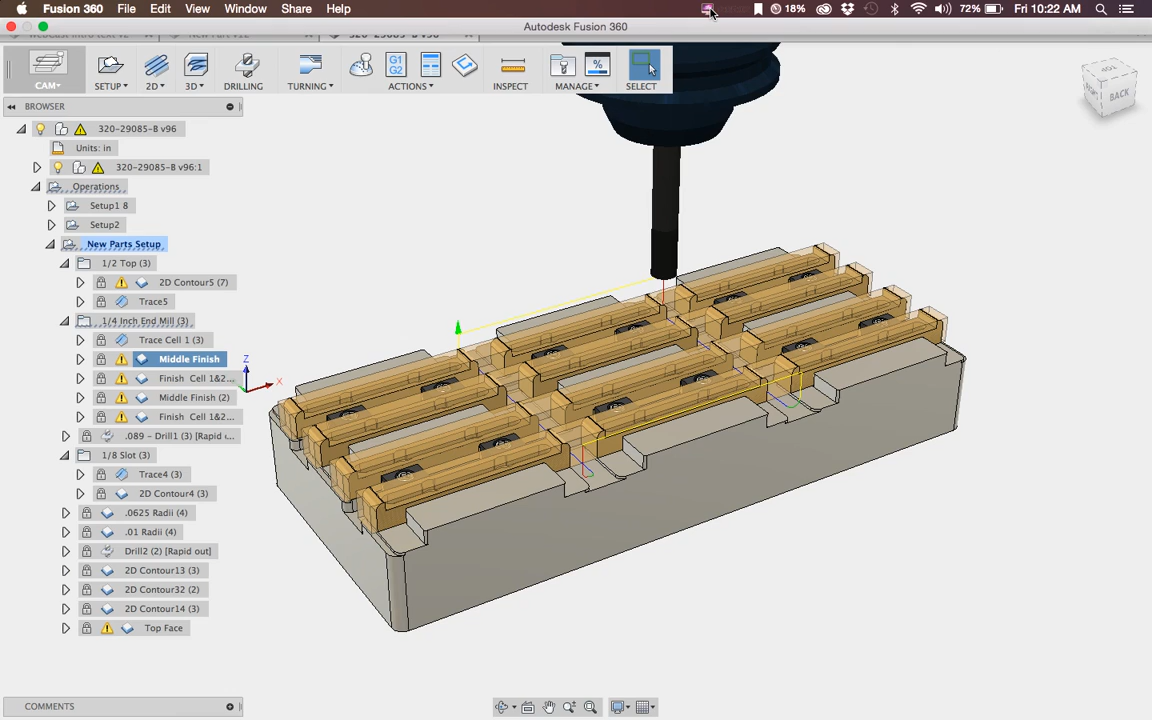 Fusion 360 File Edit View Window Share Help 18% 72% Fri 10:22 AM
Autodesk Fusion 360
CAM▾ SETUP▾ 2D▾ 3D▾ DRILLING TURNING▾ ACTIONS▾ INSPECT MANAGE▾ SELECT
G1
G2
BROWSER
320-29085-B v96
Units: in
320-29085-B v96:1
Operations
Setup1 8
Setup2
New Parts Setup
1/2 Top (3)
2D Contour5 (7)
Trace5
1/4 Inch End Mill (3)
Trace Cell 1 (3)
Middle Finish
Finish Cell 1&2...
Middle Finish (2)
Finish Cell 1&2...
.089 - Drill1 (3) [Rapid o...
1/8 Slot (3)
Trace4 (3)
2D Contour4 (3)
.0625 Radii (4)
.01 Radii (4)
Drill2 (2) [Rapid out]
2D Contour13 (3)
2D Contour32 (2)
2D Contour14 (3)
Top Face
COMMENTS
Z
X
BACK